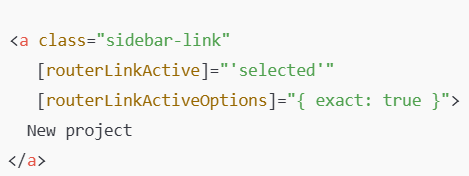 <a class="sidebar-link"
[routerLinkActive]="'selected'"
[routerLinkActiveOptions]="{ exact: true }">
New project
</a>